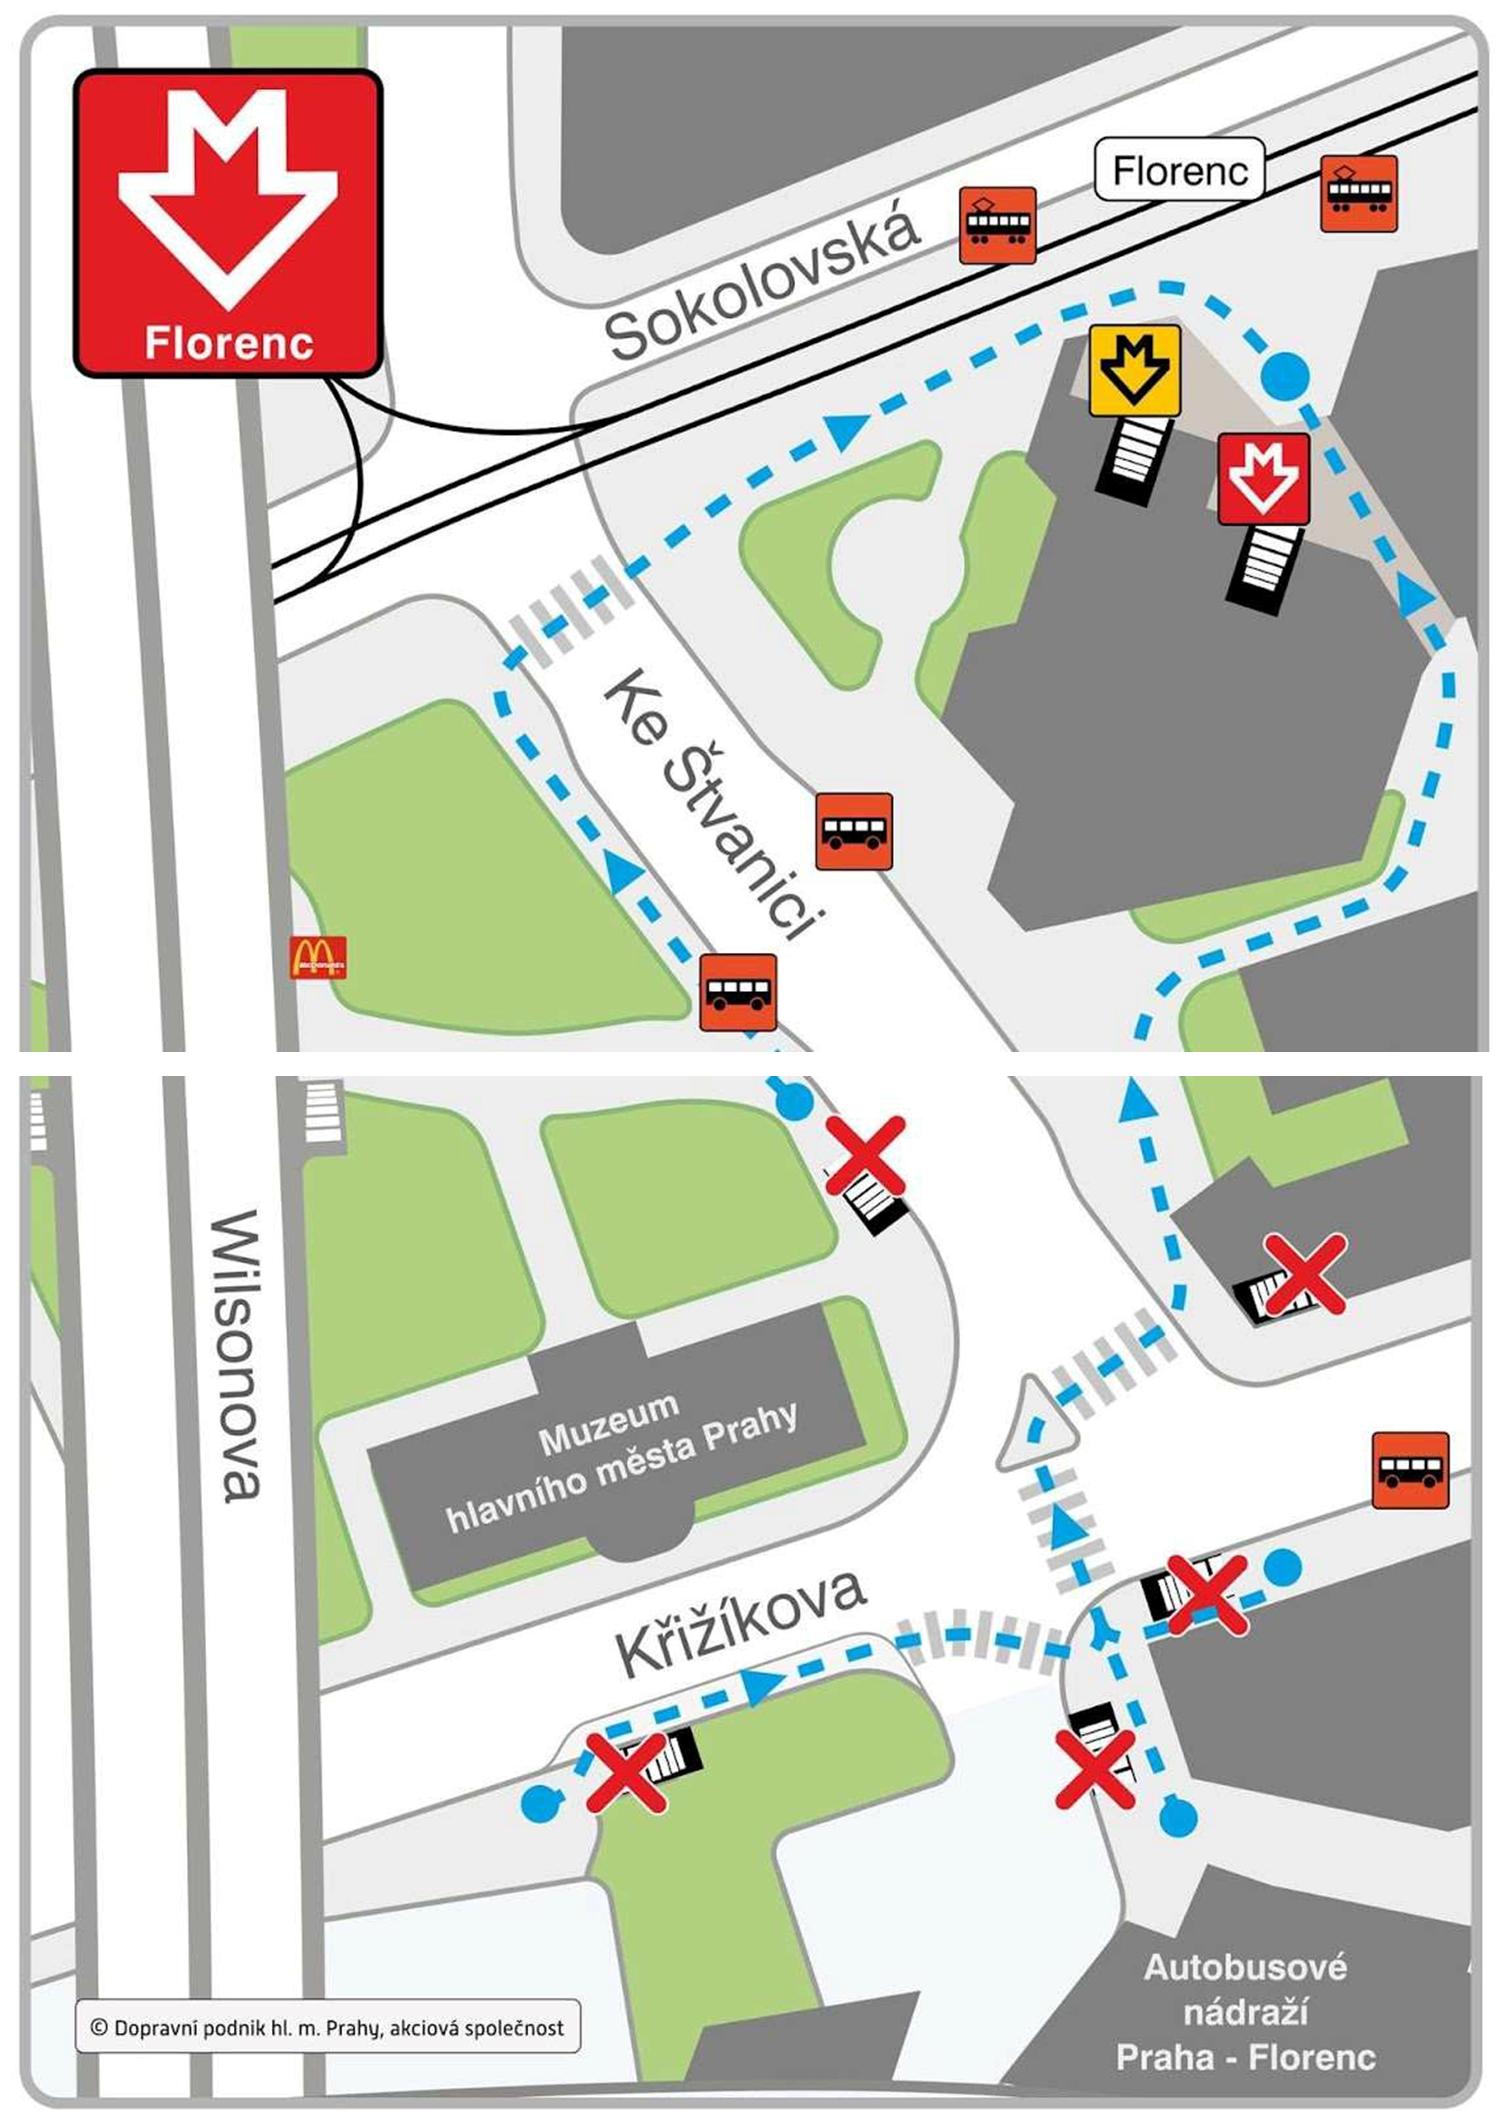 Florenc
Florenc
Sokolovská
Ke Štvanici
McDonald's
Wilsonova
Muzeum
hlavního města Prahy
Křižíkova
Autobusové
nádraží
Praha - Florenc
© Dopravní podnik hl. m. Prahy, akciová společnost